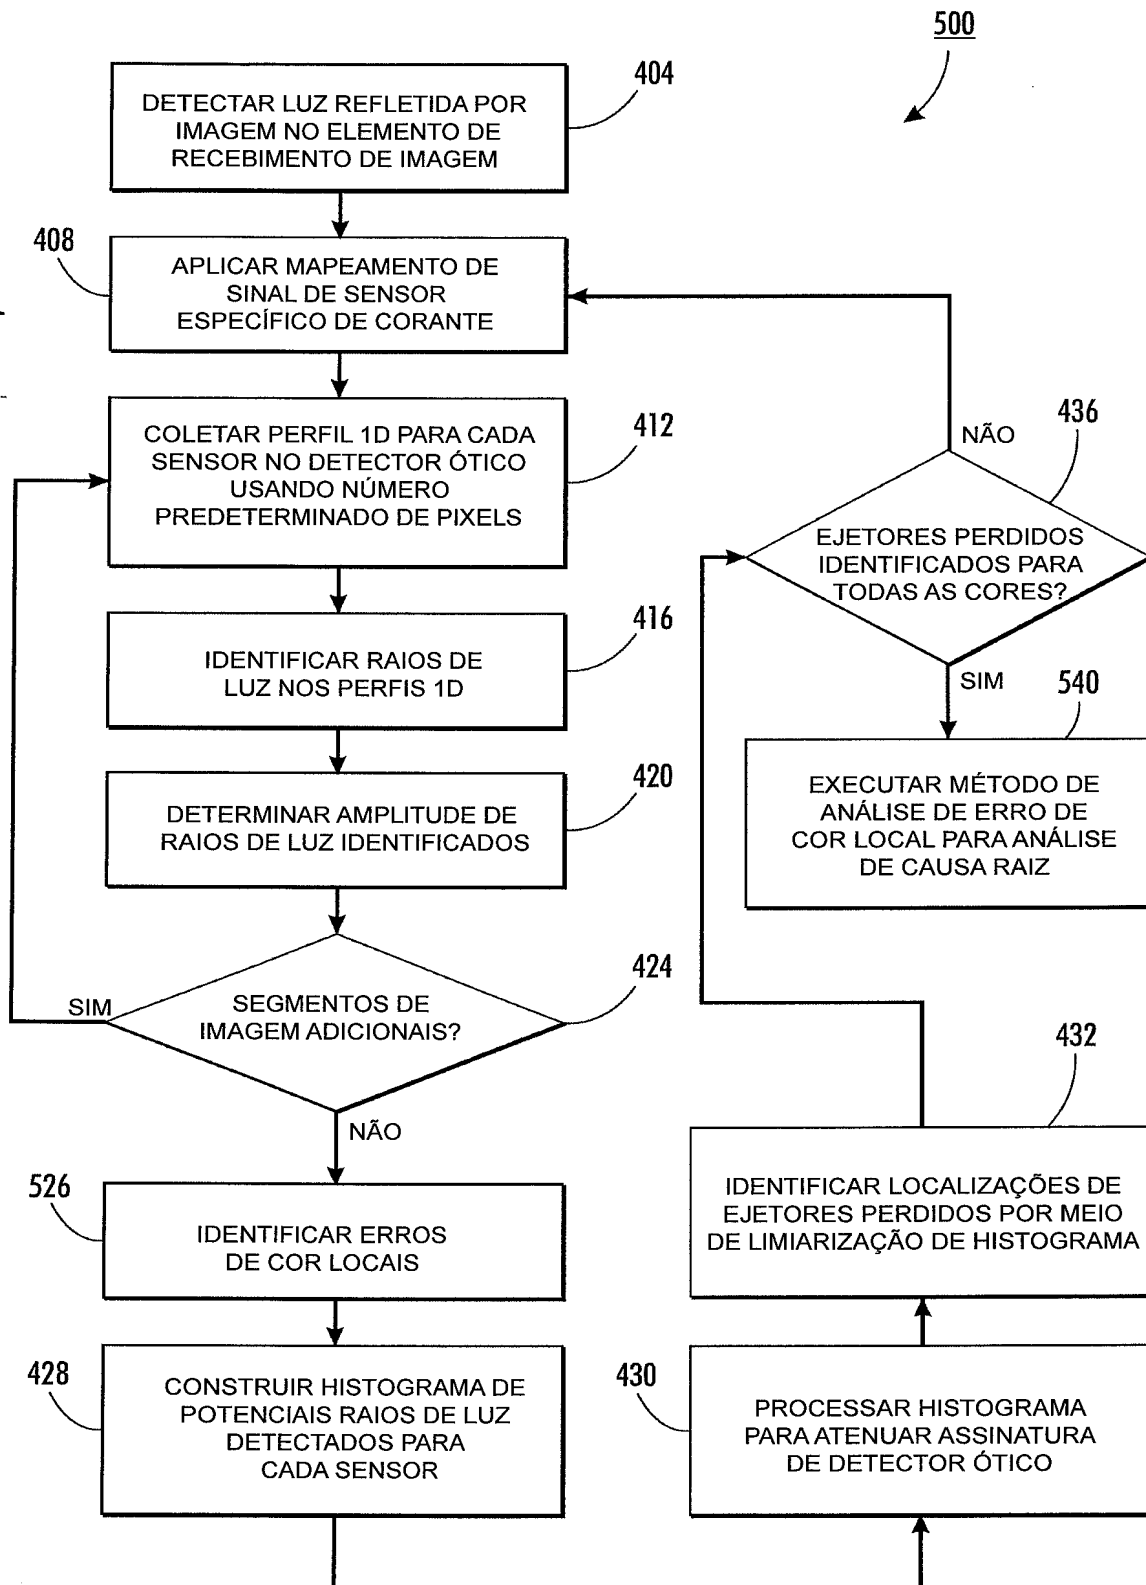 500
404
DETECTAR LUZ REFLETIDA POR
IMAGEM NO ELEMENTO DE
RECEBIMENTO DE IMAGEM
408
APLICAR MAPEAMENTO DE
SINAL DE SENSOR
ESPECÍFICO DE CORANTE
412
COLETAR PERFIL 1D PARA CADA
SENSOR NO DETECTOR ÓTICO
USANDO NÚMERO
PREDETERMINADO DE PIXELS
416
IDENTIFICAR RAIOS DE
LUZ NOS PERFIS 1D
420
DETERMINAR AMPLITUDE DE
RAIOS DE LUZ IDENTIFICADOS
424
SIM
SEGMENTOS DE
IMAGEM ADICIONAIS?
NÃO
526
IDENTIFICAR ERROS
DE COR LOCAIS
428
CONSTRUIR HISTOGRAMA DE
POTENCIAIS RAIOS DE LUZ
DETECTADOS PARA
CADA SENSOR
430
PROCESSAR HISTOGRAMA
PARA ATENUAR ASSINATURA
DE DETECTOR ÓTICO
432
IDENTIFICAR LOCALIZAÇÕES DE
EJETORES PERDIDOS POR MEIO
DE LIMIARIZAÇÃO DE HISTOGRAMA
436
NÃO
EJETORES PERDIDOS
IDENTIFICADOS PARA
TODAS AS CORES?
SIM
540
EXECUTAR MÉTODO DE
ANÁLISE DE ERRO DE
COR LOCAL PARA ANÁLISE
DE CAUSA RAIZ